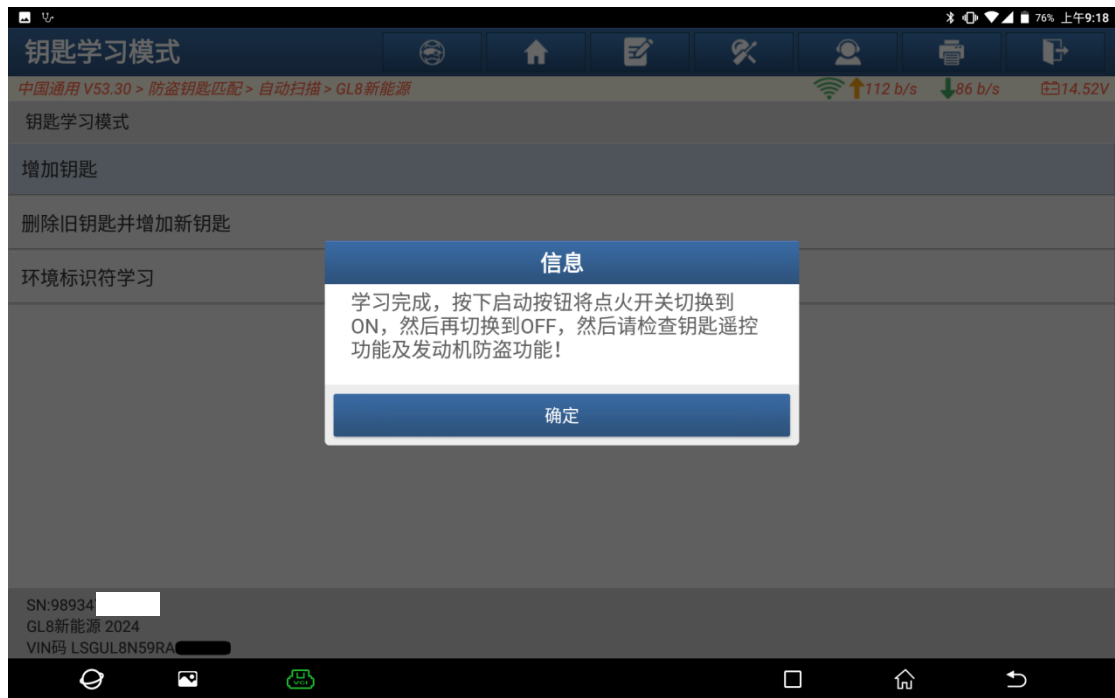 76% 上午9:18
钥匙学习模式
中国通用 V53.30 > 防盗钥匙匹配 > 自动扫描 > GL8新能源
112 b/s
86 b/s
14.52V
钥匙学习模式
增加钥匙
删除旧钥匙并增加新钥匙
环境标识符学习
信息
学习完成，按下启动按钮将点火开关切换到
ON，然后再切换到OFF，然后请检查钥匙遥控
功能及发动机防盗功能！
确定
SN:98934
GL8新能源 2024
VIN码 LSGUL8N59RA
VCI